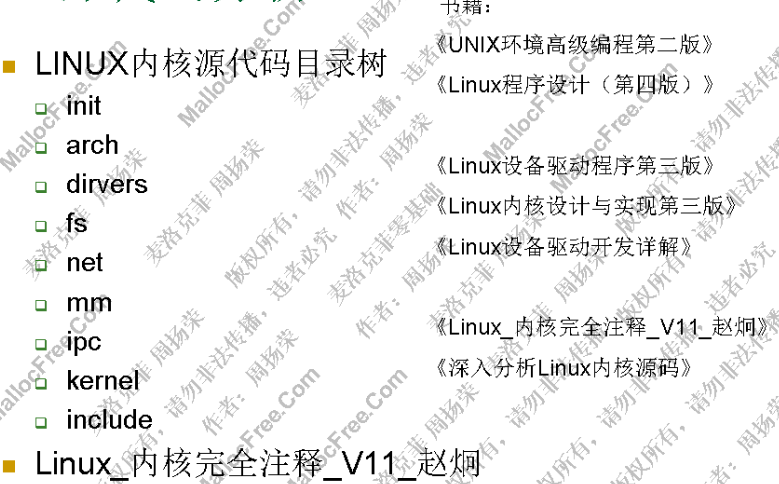 书籍：
LINUX内核源代码目录树
init
arch
dirvers
fs
net
mm
ipc
kernel
include
Linux_内核完全注释_V11_赵炯
《UNIX环境高级编程第二版》
《Linux程序设计（第四版）》
《Linux设备驱动程序第三版》
《Linux内核设计与实现第三版》
《Linux设备驱动开发详解》
《Linux_内核完全注释_V11_赵炯》
《深入分析Linux内核源码》
麦洛克菲 周扬荣
MallocFree.Com
版权所有，请勿非法传播，违者必究
作者：周扬荣